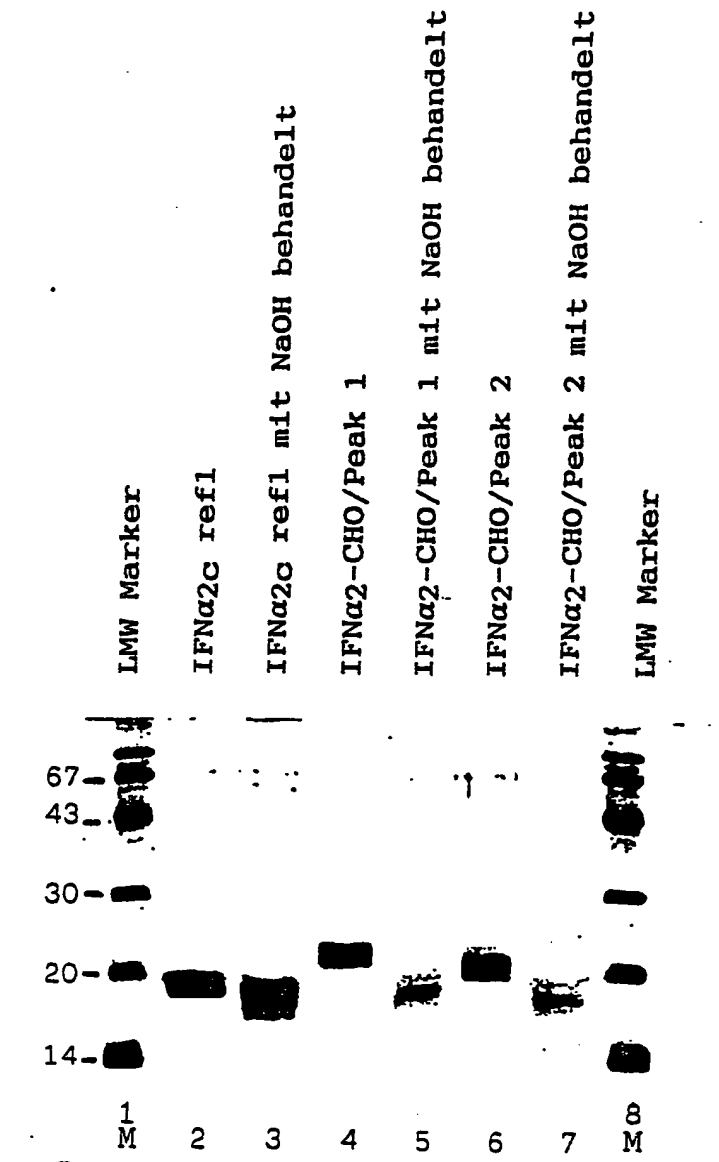 LMW Marker
IFNα2c refl
IFNα2c refl mit NaOH behandelt
IFNα2-CHO/Peak 1
IFNα2-CHO/Peak 1 mit NaOH behandelt
IFNα2-CHO/Peak 2
IFNα2-CHO/Peak 2 mit NaOH behandelt
LMW Marker
67
43
30
20
14
1 2 3 4 5 6 7 8
M M